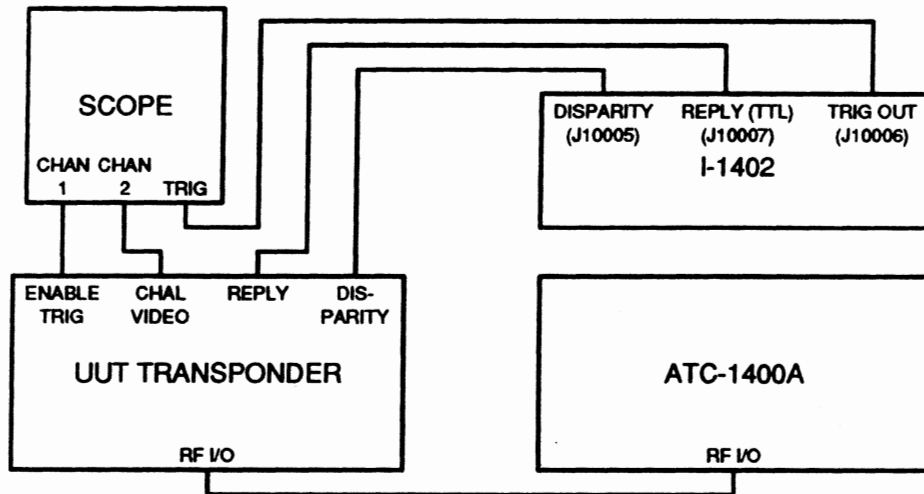 SCOPE
CHAN CHAN
1 2 TRIG
DISPARITY REPLY (TTL) TRIG OUT
(J10005) (J10007) (J10006)
I-1402
ENABLE CHAL REPLY DIS-
TRIG VIDEO PARITY
UUT TRANSPONDER
RF I/O
ATC-1400A
RF I/O